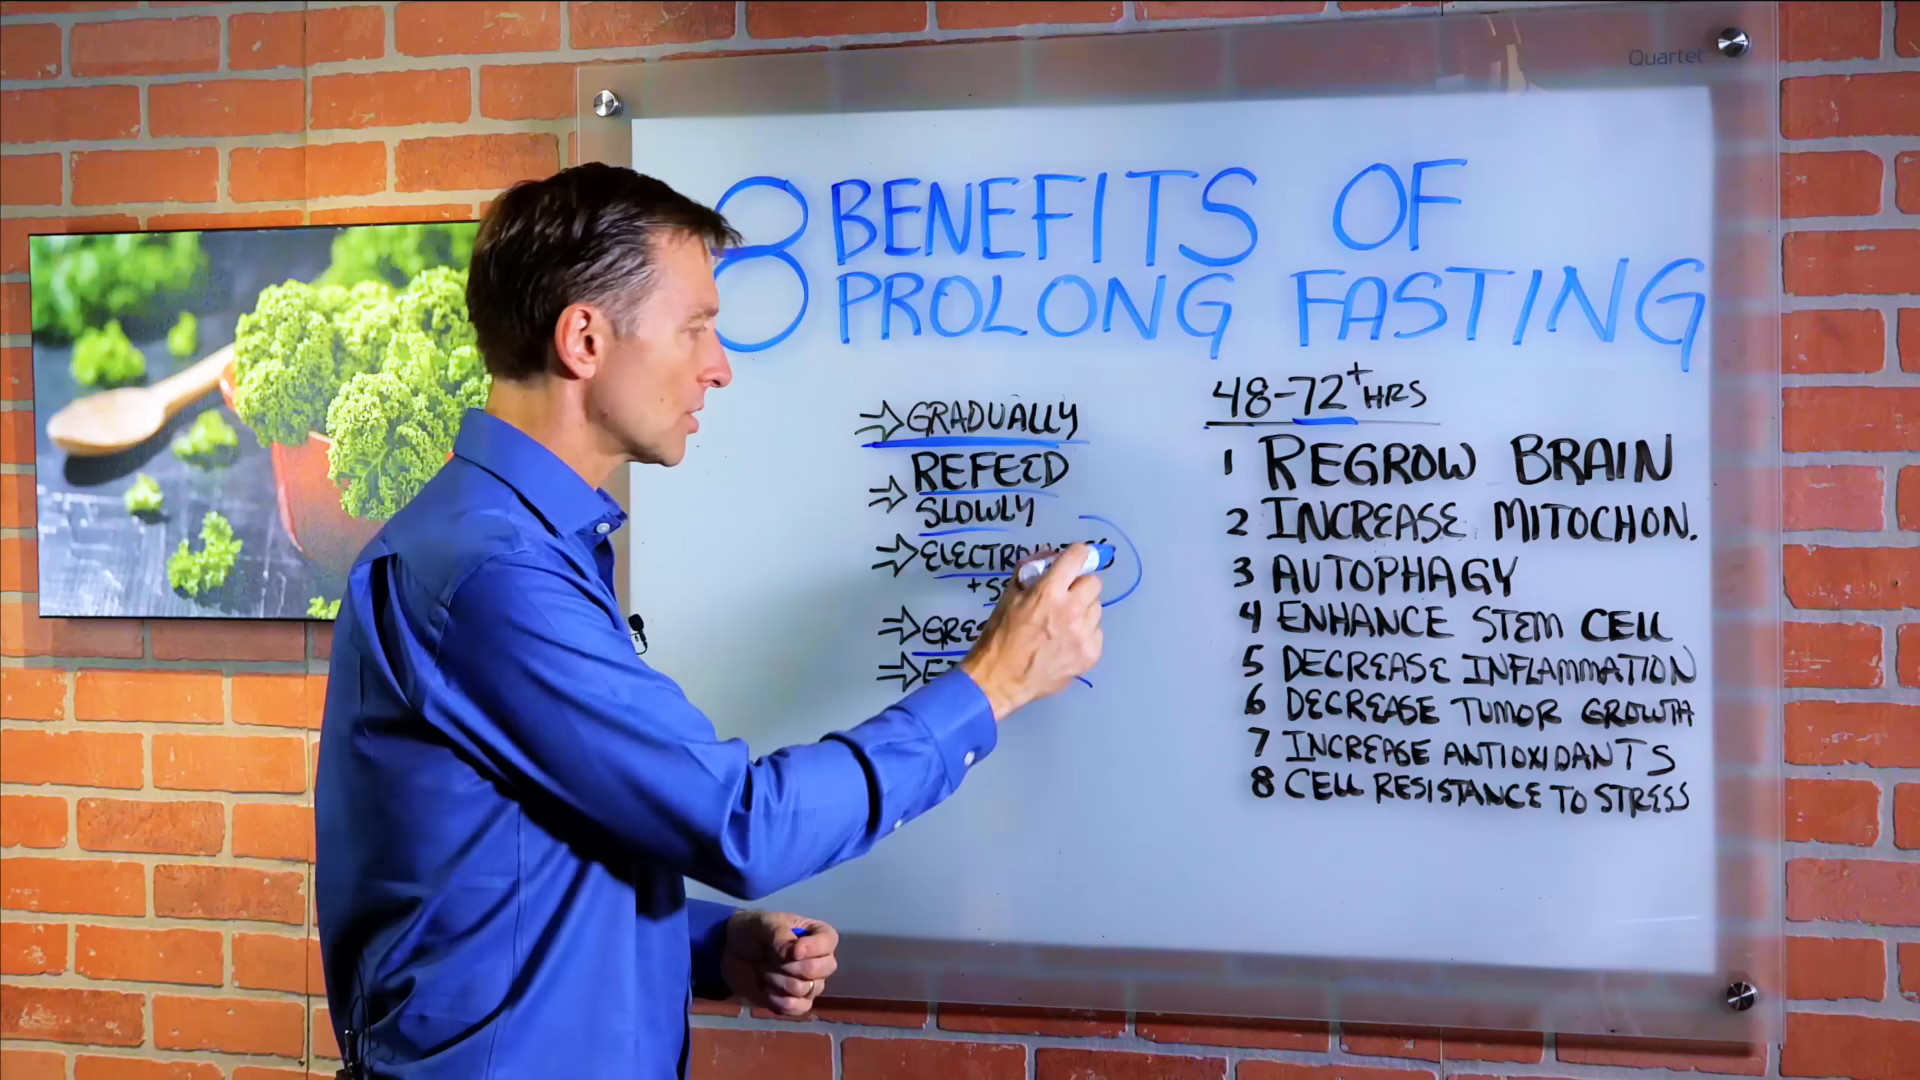 Quartet
8 BENEFITS OF
PROLONG FASTING
⇒ GRADUALLY
⇒ REFEED
SLOWLY
⇒
+
⇒
⇒
48-72+ HRS
1 REGROW BRAIN
2 INCREASE MITOCHON.
3 AUTOPHAGY
4 ENHANCE STEM CELL
5 DECREASE INFLAMMATION
6 DECREASE TUMOR GROWTH
7 INCREASE ANTIOXIDANTS
8 CELL RESISTANCE TO STRESS